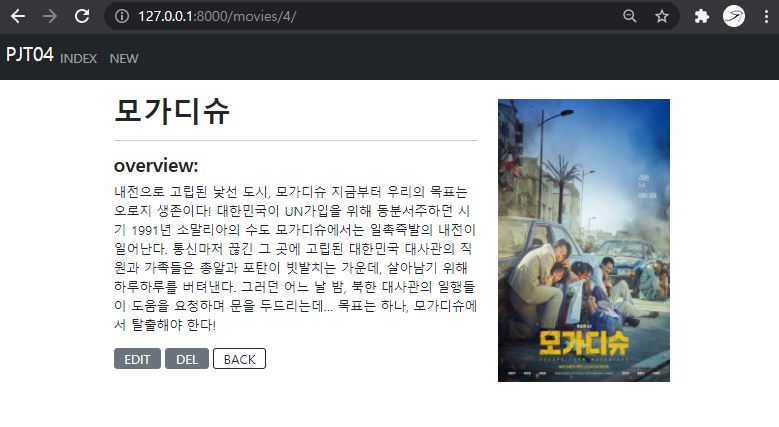 127.0.0.1:8000/movies/4/
PJT04 INDEX NEW
모가디슈
overview:
내전으로 고립된 낯선 도시, 모가디슈 지금부터 우리의 목표는
오로지 생존이다! 대한민국이 UN가입을 위해 동분서주하던 시
기 1991년 소말리아의 수도 모가디슈에서는 일촉즉발의 내전이
일어난다. 통신마저 끊긴 그 곳에 고립된 대한민국 대사관의 직
원과 가족들은 총알과 포탄이 빗발치는 가운데, 살아남기 위해
하루하루를 버텨낸다. 그러던 어느 날 밤, 북한 대사관의 일행들
이 도움을 요청하며 문을 두드리는데... 목표는 하나, 모가디슈에
서 탈출해야 한다!
EDIT DEL BACK
모가디슈